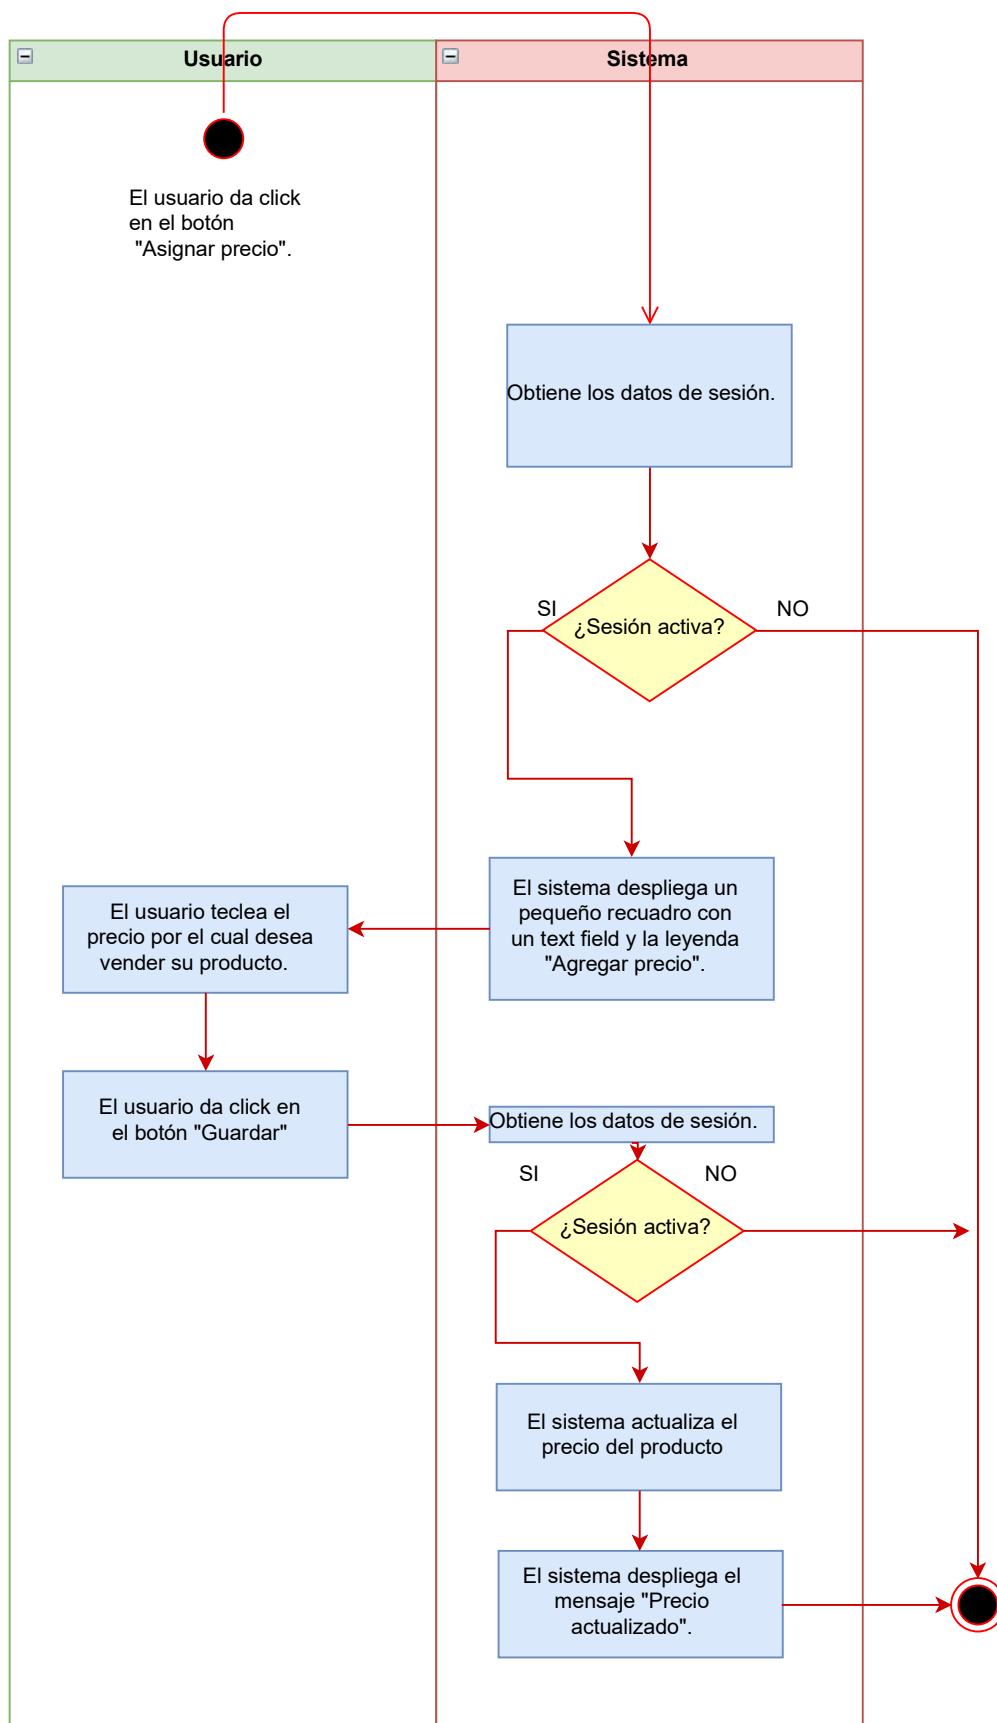 Usuario
Sistema
El usuario da click
en el botón
"Asignar precio".
Obtiene los datos de sesión.
SI
NO
¿Sesión activa?
El sistema despliega un
pequeño recuadro con
un text field y la leyenda
"Agregar precio".
El usuario teclea el
precio por el cual desea
vender su producto.
El usuario da click en
el botón "Guardar"
Obtiene los datos de sesión.
SI
NO
¿Sesión activa?
El sistema actualiza el
precio del producto
El sistema despliega el
mensaje "Precio
actualizado".